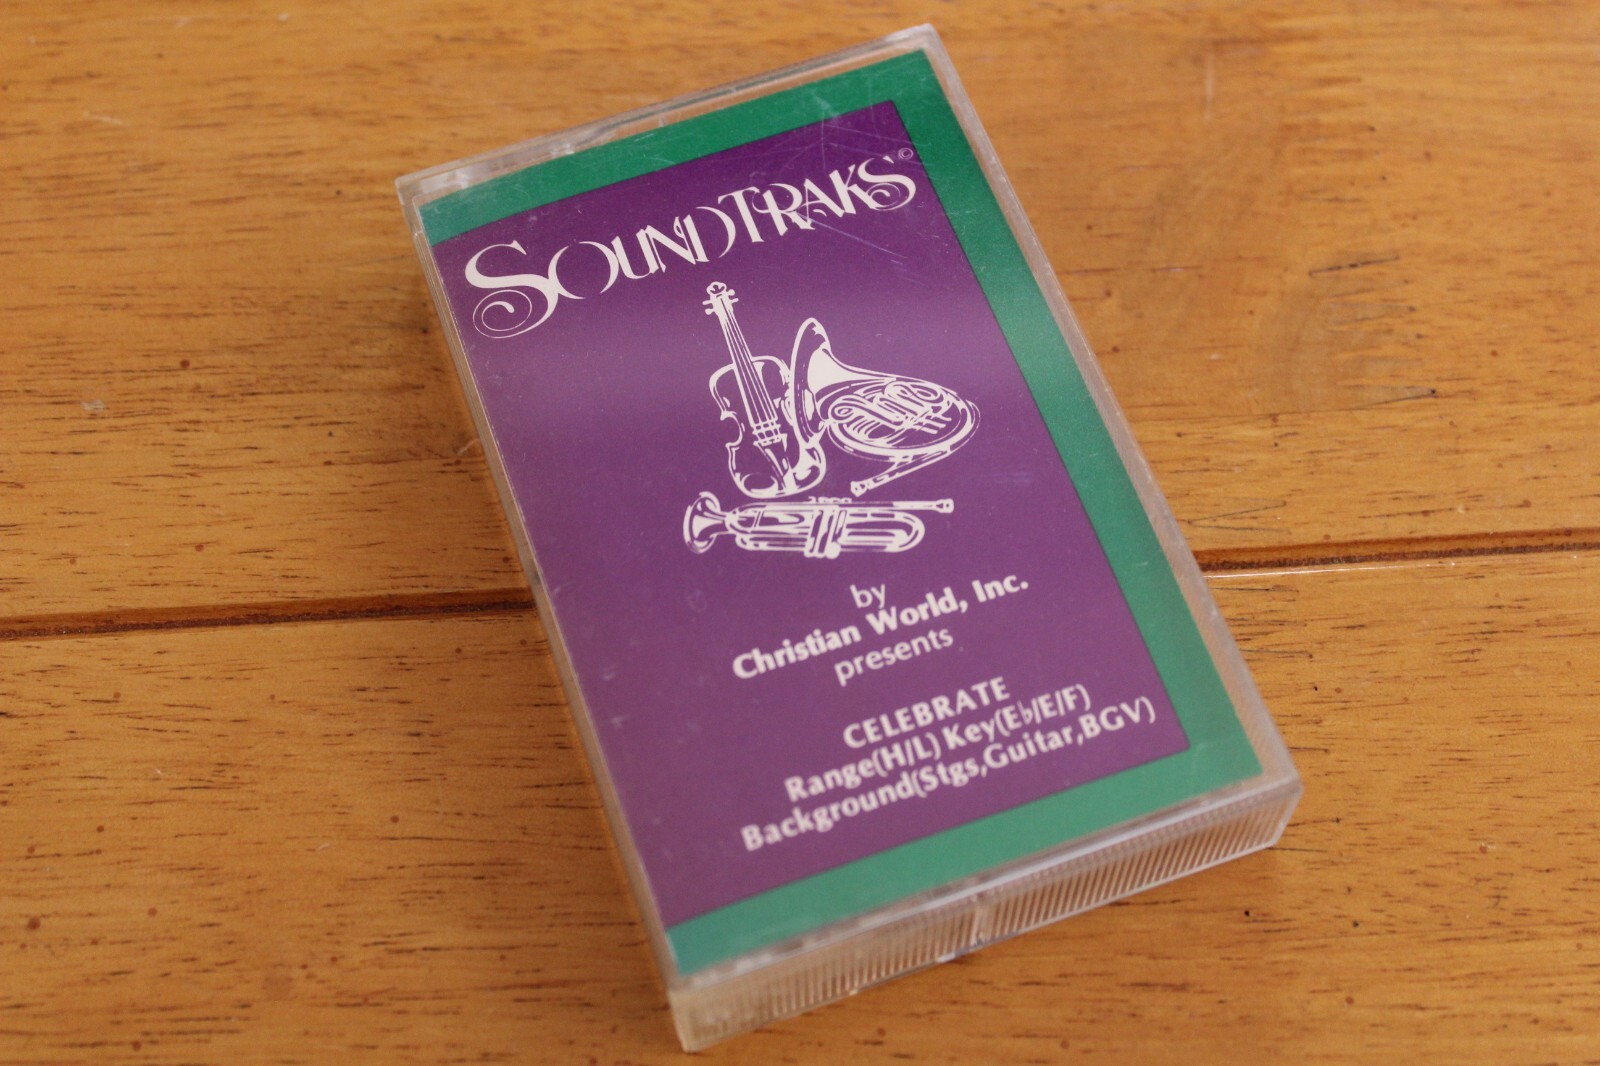 SOUNDTRAKS©
by
Christian World, Inc.
presents
CELEBRATE
Range(H/L) Key(E♭/E/F)
Background(Stgs,Guitar,BGV)